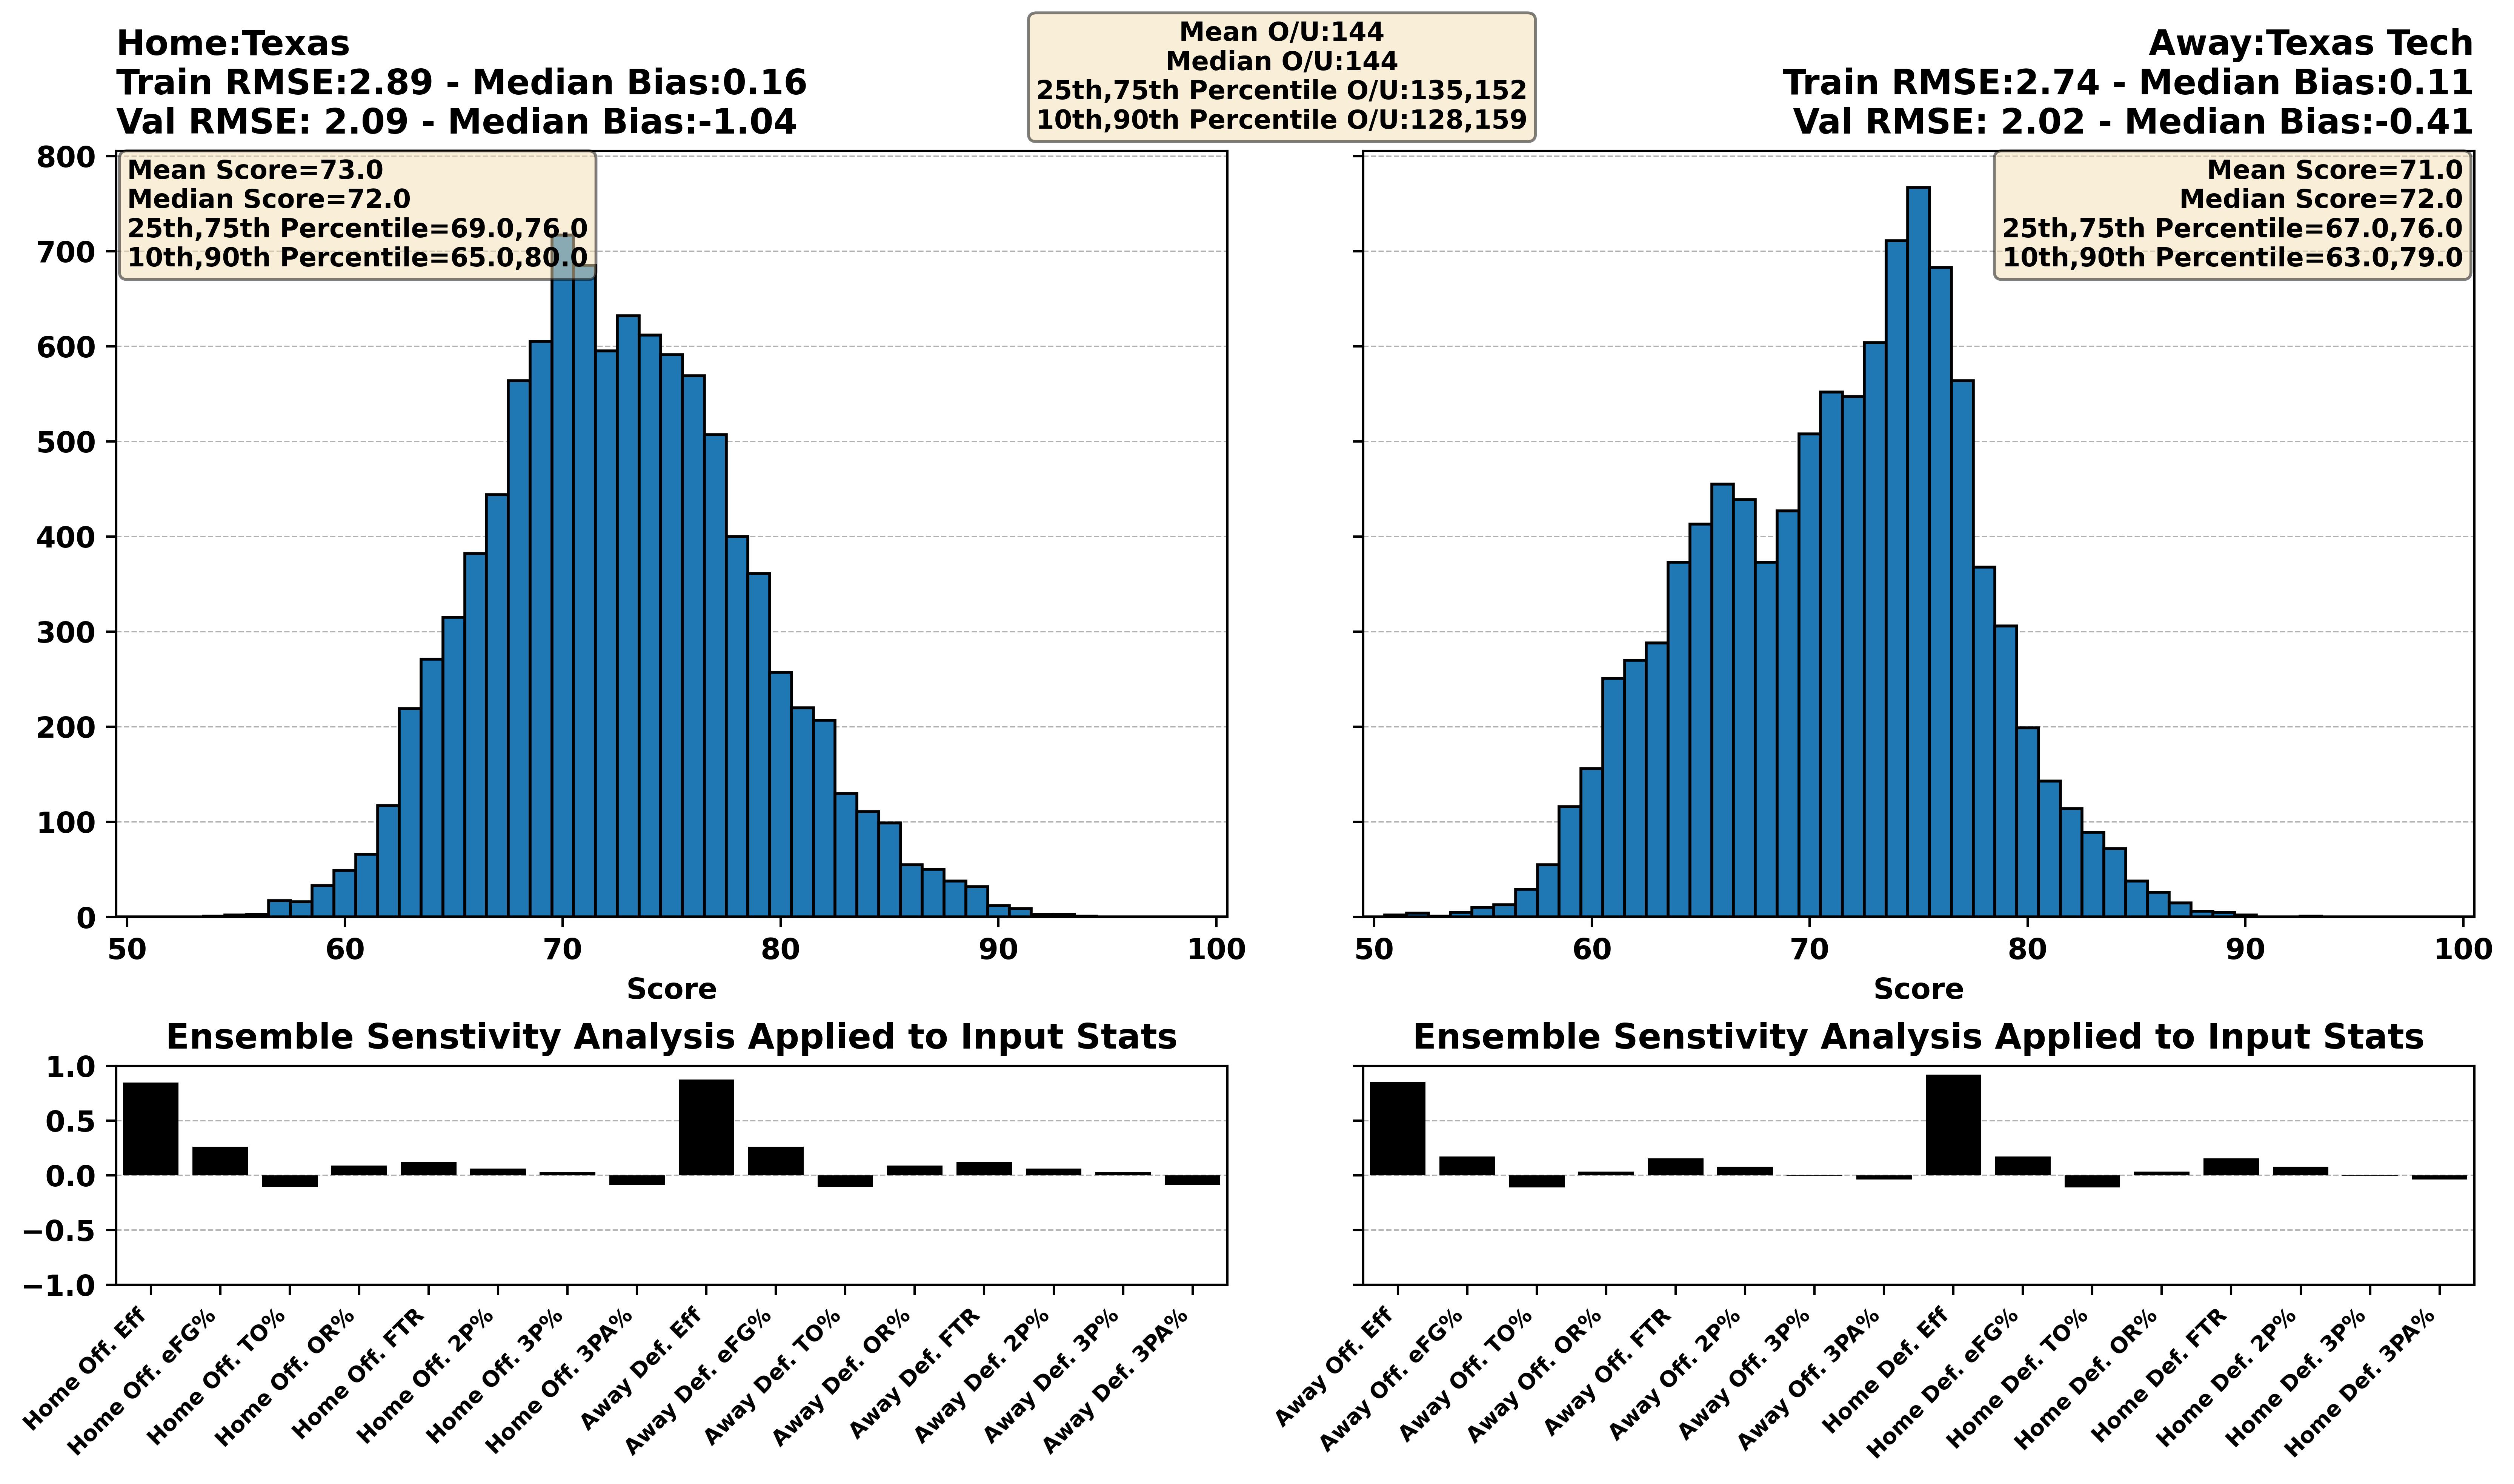 Mean O/U:144
Median O/U:144
25th,75th Percentile O/U:135,152
10th,90th Percentile O/U:128,159
Home:Texas
Train RMSE:2.89 - Median Bias:0.16
Val RMSE: 2.09 - Median Bias:-1.04
Away:Texas Tech
Train RMSE:2.74 - Median Bias:0.11
Val RMSE: 2.02 - Median Bias:-0.41
Mean Score=73.0
Median Score=72.0
25th,75th Percentile=69.0,76.0
10th,90th Percentile=65.0,80.0
800
700
600
500
400
300
200
100
0
50 60 70 80 90 100
Score
Mean Score=71.0
Median Score=72.0
25th,75th Percentile=67.0,76.0
10th,90th Percentile=63.0,79.0
50 60 70 80 90 100
Score
Ensemble Senstivity Analysis Applied to Input Stats
1.0
0.5
0.0
−0.5
−1.0
Home Off. Eff
Home Off. eFG%
Home Off. TO%
Home Off. OR%
Home Off. FTR
Home Off. 2P%
Home Off. 3P%
Home Off. 3PA%
Away Def. Eff
Away Def. eFG%
Away Def. TO%
Away Def. OR%
Away Def. FTR
Away Def. 2P%
Away Def. 3P%
Away Def. 3PA%
Ensemble Senstivity Analysis Applied to Input Stats
Away Off. Eff
Away Off. eFG%
Away Off. TO%
Away Off. OR%
Away Off. FTR
Away Off. 2P%
Away Off. 3P%
Away Off. 3PA%
Home Def. Eff
Home Def. eFG%
Home Def. TO%
Home Def. OR%
Home Def. FTR
Home Def. 2P%
Home Def. 3P%
Home Def. 3PA%